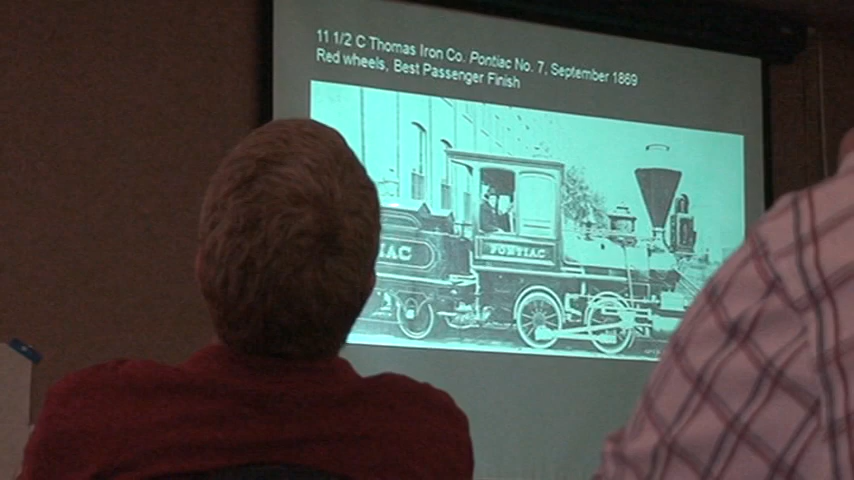 11 1/2 C Thomas Iron Co. Pontiac No. 7, September 1869
Red wheels, Best Passenger Finish
IAC
PONTIAC